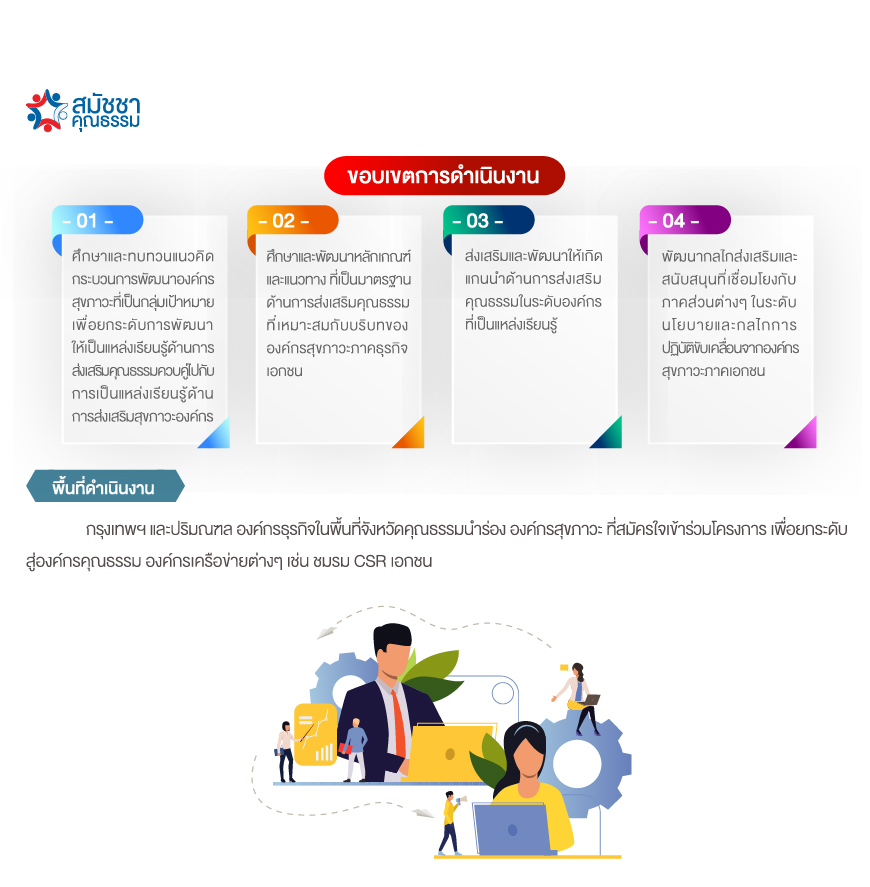 สมัชชา
คุณธรรม
ขอบเขตการดำเนินงาน
- 01 -
ศึกษาและทบทวนแนวคิด
กระบวนการพัฒนาองค์กร
สุขภาวะที่เป็นกลุ่มเป้าหมาย
เพื่อยกระดับการพัฒนา
ให้เป็นแหล่งเรียนรู้ด้านการ
ส่งเสริมคุณธรรมควบคู่ไปกับ
การเป็นแหล่งเรียนรู้ด้าน
การส่งเสริมสุขภาวะองค์กร
- 02 -
ศึกษาและพัฒนาหลักเกณฑ์
และแนวทาง ที่เป็นมาตรฐาน
ด้านการส่งเสริมคุณธรรม
ที่เหมาะสมกับบริบทของ
องค์กรสุขภาวะภาคธุรกิจ
เอกชน
- 03 -
ส่งเสริมและพัฒนาให้เกิด
แกนนำด้านการส่งเสริม
คุณธรรมในระดับองค์กร
ที่เป็นแหล่งเรียนรู้
- 04 -
พัฒนากลไกส่งเสริมและ
สนับสนุนที่เชื่อมโยงกับ
ภาคส่วนต่างๆ ในระดับ
นโยบายและกลไกการ
ปฏิบัติขับเคลื่อนจากองค์กร
สุขภาวะภาคเอกชน
พื้นที่ดำเนินงาน
กรุงเทพฯ และปริมณฑล องค์กรธุรกิจในพื้นที่จังหวัดคุณธรรมนำร่อง องค์กรสุขภาวะ ที่สมัครใจเข้าร่วมโครงการ เพื่อยกระดับ
สู่องค์กรคุณธรรม องค์กรเครือข่ายต่างๆ เช่น ชมรม CSR เอกชน